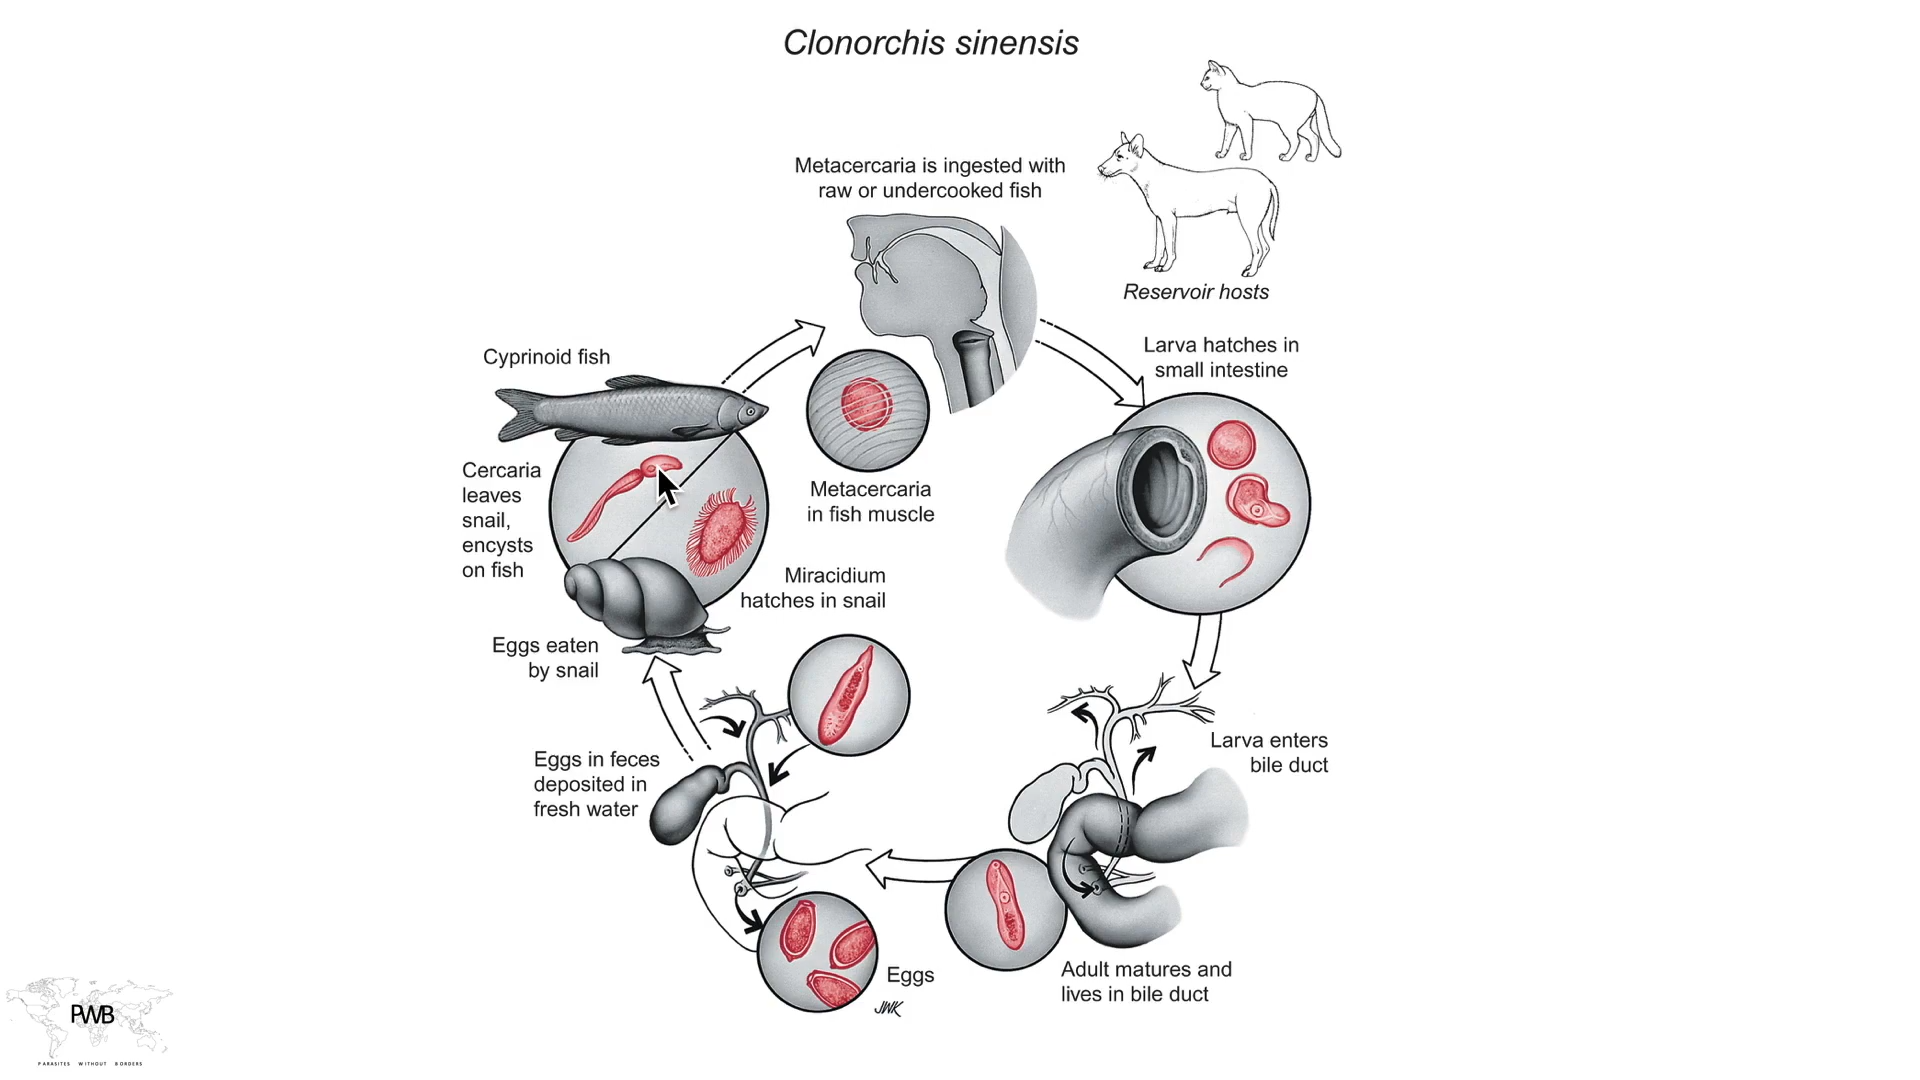 Clonorchis sinensis
Metacercaria is ingested with
raw or undercooked fish
Reservoir hosts
Larva hatches in
small intestine
Cyprinoid fish
Cercaria
leaves
snail,
encysts
on fish
Metacercaria
in fish muscle
Miracidium
hatches in snail
Eggs eaten
by snail
Larva enters
bile duct
Eggs in feces
deposited in
fresh water
Adult matures and
lives in bile duct
Eggs
JWK
PWB
PARASITES WITHOUT BORDERS